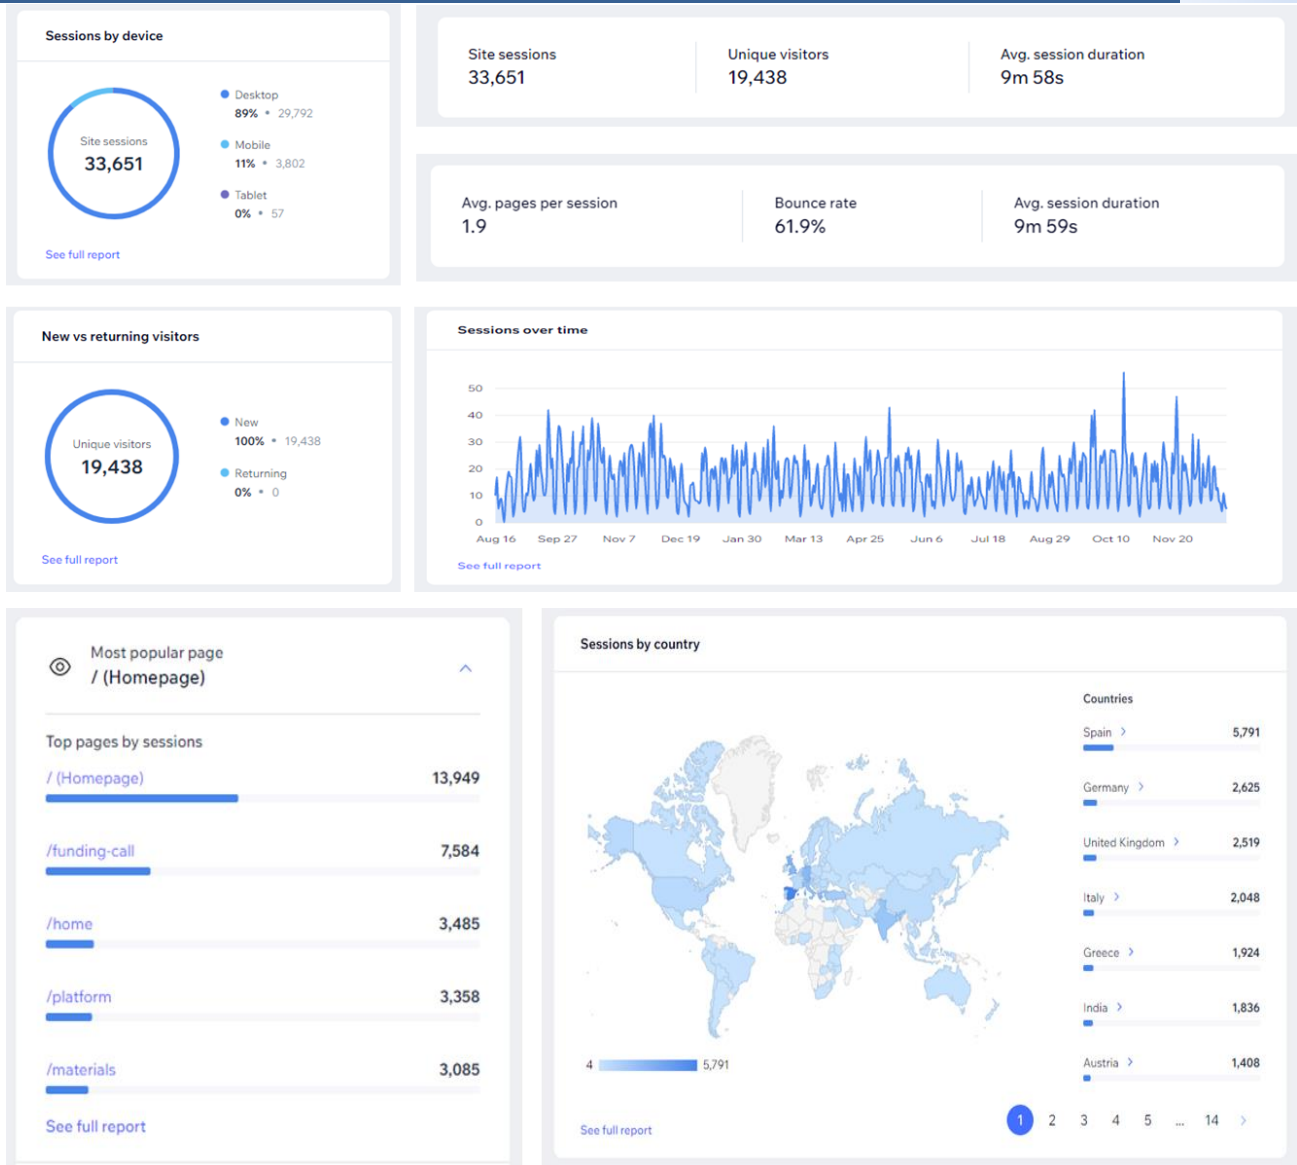 Sessions by device
Site sessions
33,651
Desktop
89% • 29,792
Mobile
11% • 3,802
Tablet
0% • 57
See full report
Site sessions
33,651
Unique visitors
19,438
Avg. session duration
9m 58s
Avg. pages per session
1.9
Bounce rate
61.9%
Avg. session duration
9m 59s
New vs returning visitors
Unique visitors
19,438
New
100% • 19,438
Returning
0% • 0
See full report
Sessions over time
50
40
30
20
10
0
Aug 16 Sep 27 Nov 7 Dec 19 Jan 30 Mar 13 Apr 25 Jun 6 Jul 18 Aug 29 Oct 10 Nov 20
See full report
Most popular page
/ (Homepage)
Top pages by sessions
/ (Homepage) 13,949
/funding-call 7,584
/home 3,485
/platform 3,358
/materials 3,085
See full report
Sessions by country
Countries
Spain > 5,791
Germany > 2,625
United Kingdom > 2,519
Italy > 2,048
Greece > 1,924
India > 1,836
Austria > 1,408
4 5,791
1 2 3 4 5 ... 14 >
See full report